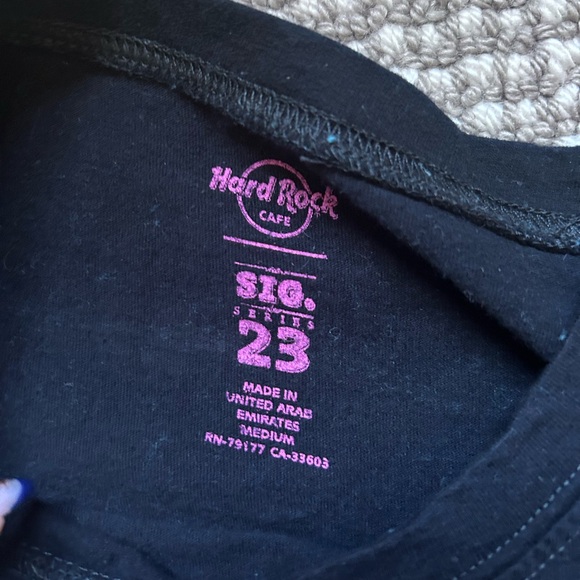 Hard Rock
CAFE
SIG.
SERIES
23
MADE IN
UNITED ARAB
EMIRATES
MEDIUM
RN-79177 CA-33603